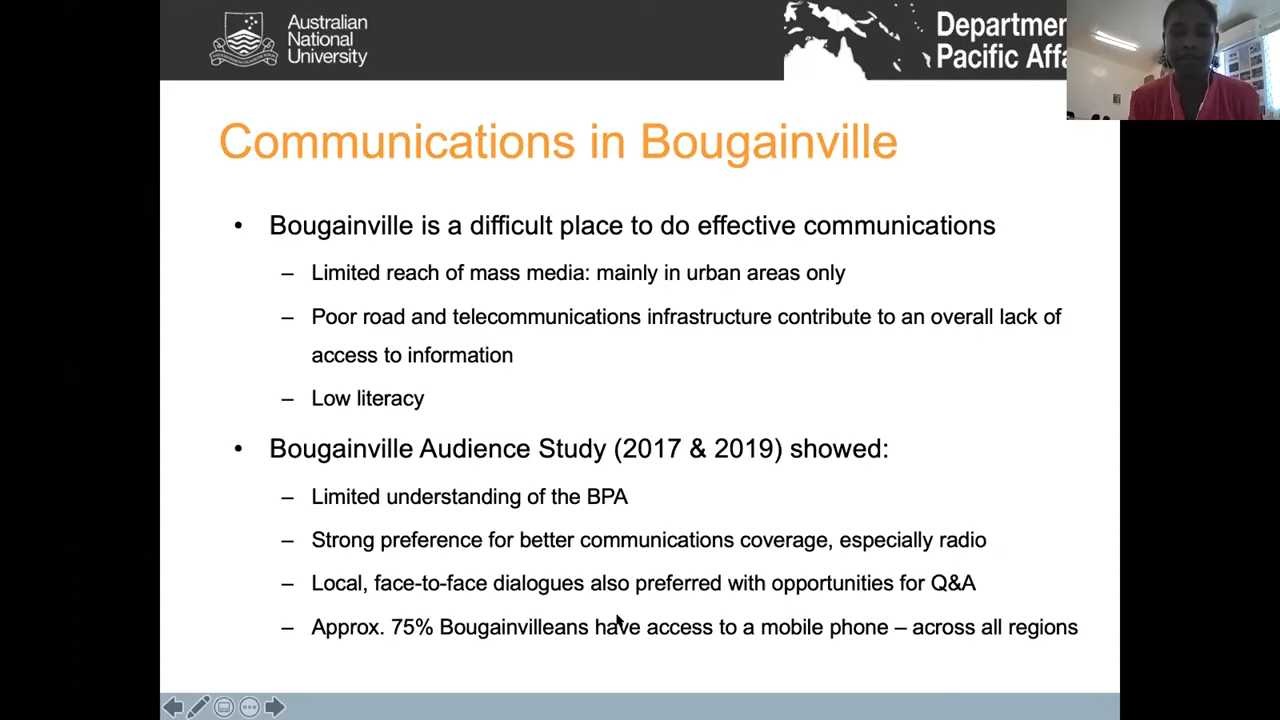 Australian
National
University
Pacific
Communications in Bougainville
• Bougainville is a difficult place to do effective communications
– Limited reach of mass media: mainly in urban areas only
– Poor road and telecommunications infrastructure contribute to an overall lack of
access to information
– Low literacy
• Bougainville Audience Study (2017 & 2019) showed:
– Limited understanding of the BPA
– Strong preference for better communications coverage, especially radio
– Local, face-to-face dialogues also preferred with opportunities for Q&A
– Approx. 75% Bougainvilleans have access to a mobile phone – across all regions